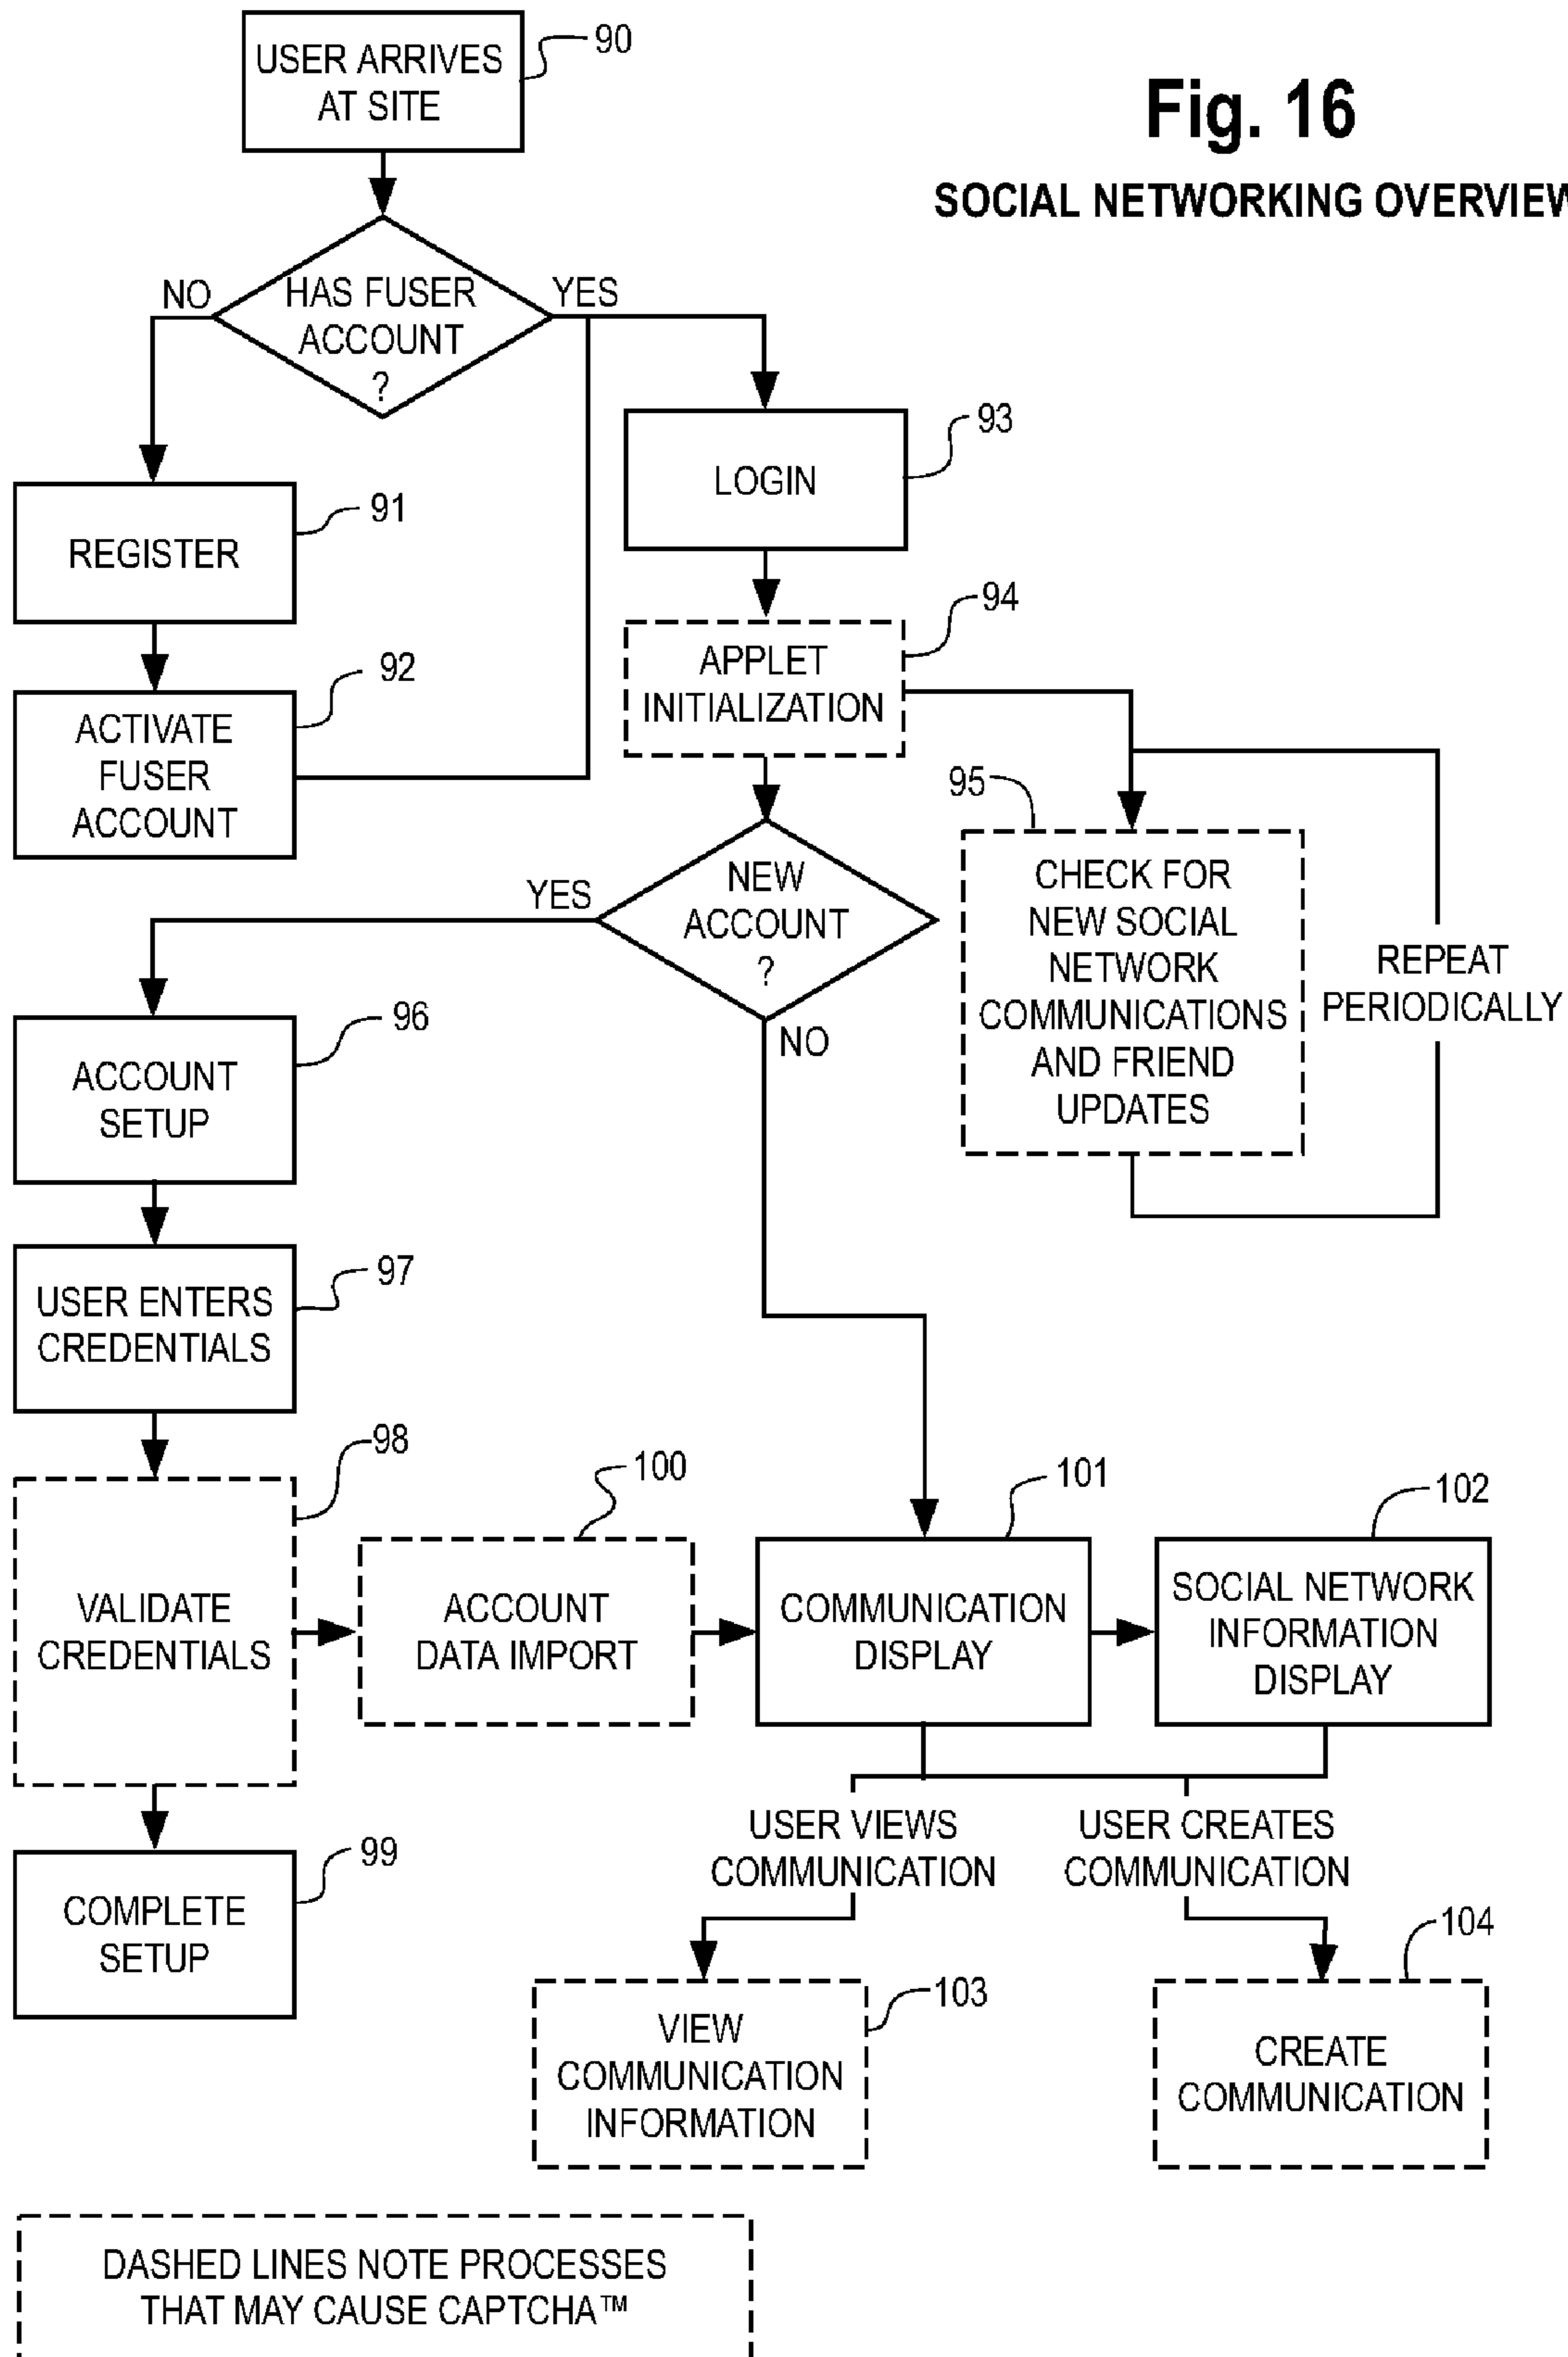 90
USER ARRIVES
AT SITE
Fig. 16
SOCIAL NETWORKING OVERVIEW
NO
HAS FUSER
ACCOUNT
?
YES
93
LOGIN
91
REGISTER
94
APPLET
INITIALIZATION
92
ACTIVATE
FUSER
ACCOUNT
95
CHECK FOR
NEW SOCIAL
NETWORK
COMMUNICATIONS
AND FRIEND
UPDATES
REPEAT
PERIODICALLY
YES
NEW
ACCOUNT
?
NO
96
ACCOUNT
SETUP
97
USER ENTERS
CREDENTIALS
98
VALIDATE
CREDENTIALS
100
ACCOUNT
DATA IMPORT
101
COMMUNICATION
DISPLAY
102
SOCIAL NETWORK
INFORMATION
DISPLAY
USER VIEWS
COMMUNICATION
USER CREATES
COMMUNICATION
99
COMPLETE
SETUP
103
VIEW
COMMUNICATION
INFORMATION
104
CREATE
COMMUNICATION
DASHED LINES NOTE PROCESSES
THAT MAY CAUSE CAPTCHA™